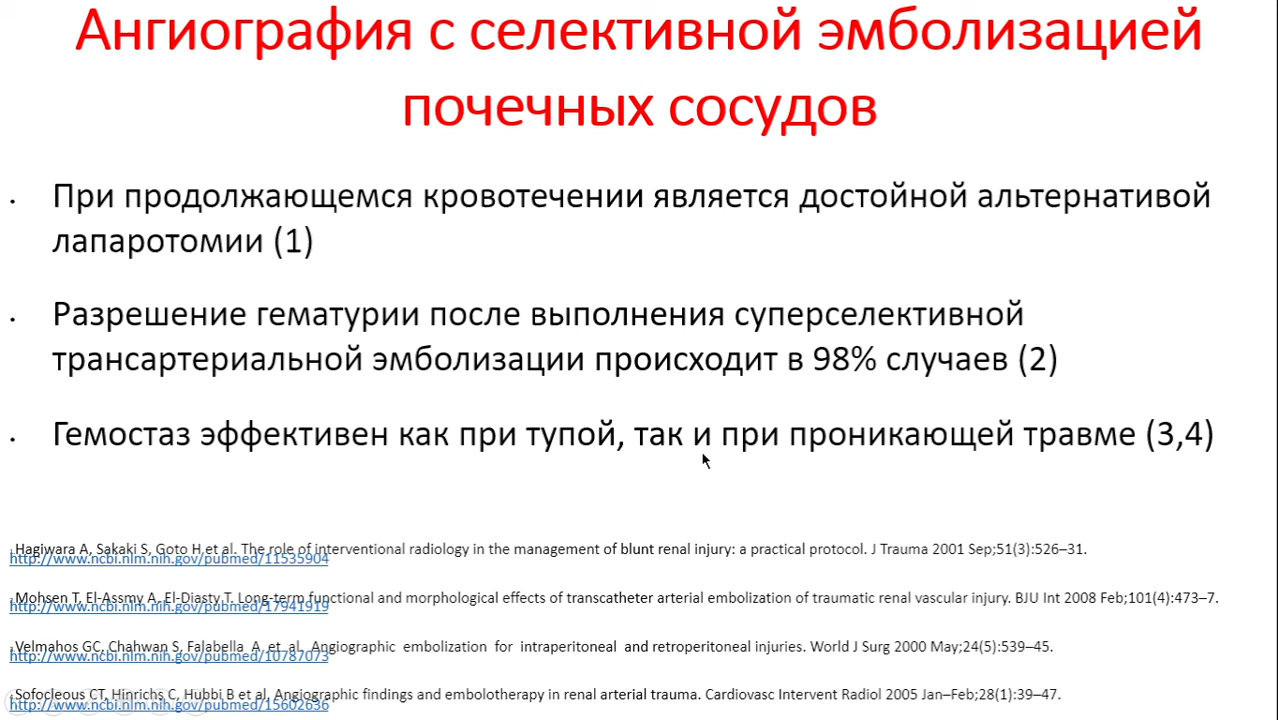 Ангиография с селективной эмболизацией
почечных сосудов
• При продолжающемся кровотечении является достойной альтернативой
лапаротомии (1)
• Разрешение гематурии после выполнения суперселективной
трансартериальной эмболизации происходит в 98% случаев (2)
• Гемостаз эффективен как при тупой, так и при проникающей травме (3,4)
Hagiwara A, Sakaki S, Goto H,et al. The role of interventional radiology in the management of blunt renal injury: a practical protocol. J Trauma 2001 Sep;51(3):526–31.
http://www.ncbi.nlm.nih.gov/pubmed/11535904
Mohsen T, El-Assmy A, El-Diasty T. Long-term functional and morphological effects of transcatheter arterial embolization of traumatic renal vascular injury. BJU Int 2008 Feb;101(4):473–7.
http://www.ncbi.nlm.nih.gov/pubmed/17941919
Velmahos GC, Chahwan S, Falabella A, et al. Angiographic embolization for intraperitoneal and retroperitoneal injuries. World J Surg 2000 May;24(5):539–45.
http://www.ncbi.nlm.nih.gov/pubmed/10787073
Sofocleous CT, Hinrichs C, Hubbi B et al, Angiographic findings and embolotherapy in renal arterial trauma. Cardiovasc Intervent Radiol 2005 Jan–Feb;28(1):39–47.
http://www.ncbi.nlm.nih.gov/pubmed/15602636